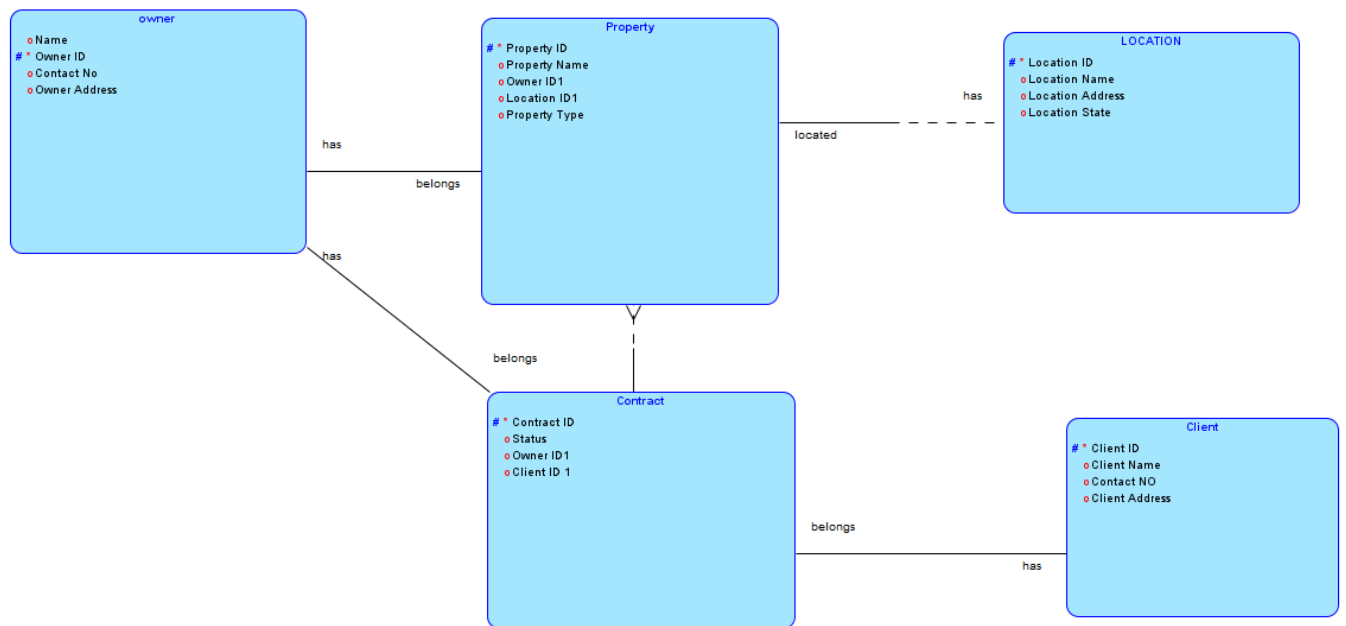 owner
o Name
# * Owner ID
o Contact No
o Owner Address
Property
# * Property ID
o Property Name
o Owner ID1
o Location ID1
o Property Type
LOCATION
# * Location ID
o Location Name
o Location Address
o Location State
has
located
has
belongs
has
belongs
Contract
# * Contract ID
o Status
o Owner ID1
o Client ID 1
Client
# * Client ID
o Client Name
o Contact NO
o Client Address
belongs
has